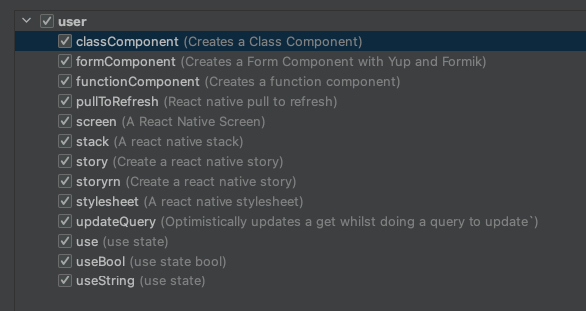 user
classComponent (Creates a Class Component)
formComponent (Creates a Form Component with Yup and Formik)
functionComponent (Creates a function component)
pullToRefresh (React native pull to refresh)
screen (A React Native Screen)
stack (A react native stack)
story (Create a react native story)
storyrn (Create a react native story)
stylesheet (A react native stylesheet)
updateQuery (Optimistically updates a get whilst doing a query to update`)
use (use state)
useBool (use state bool)
useString (use state)